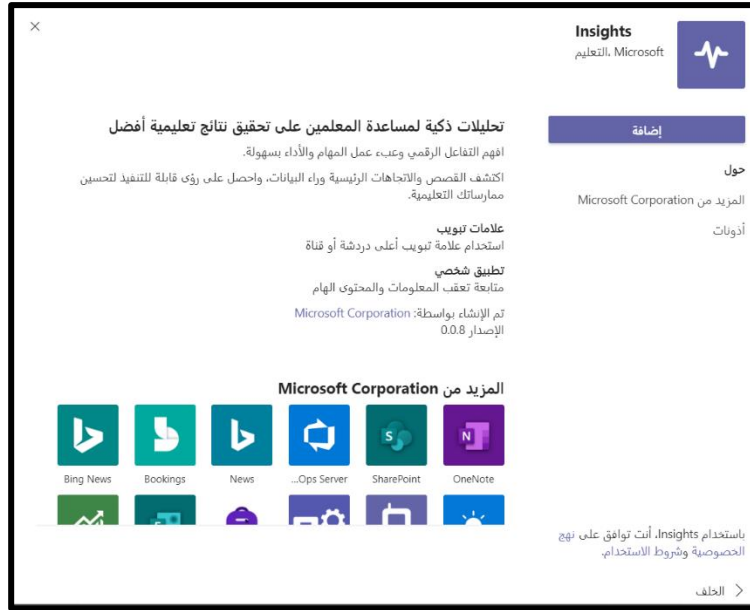 Insights
Microsoft ،التعليم
إضافة
حول
المزيد من Microsoft Corporation
أذونات
تحليلات ذكية لمساعدة المعلمين على تحقيق نتائج تعليمية أفضل
افهم التفاعل الرقمي وعبء عمل المهام والأداء بسهولة.
اكتشف القصص والاتجاهات الرئيسية وراء البيانات، واحصل على رؤى قابلة للتنفيذ لتحسين
ممارساتك التعليمية.
علامات تبويب
استخدام علامة تبويب أعلى دردشة أو قناة
تطبيق شخصي
متابعة تعقب المعلومات والمحتوى الهام
تم الإنشاء بواسطة: Microsoft Corporation
الإصدار 0.0.8
المزيد من Microsoft Corporation
OneNote
SharePoint
...Ops Server
News
Bookings
Bing News
باستخدام Insights، أنت توافق على نهج
الخصوصية وشروط الاستخدام.
الخلف